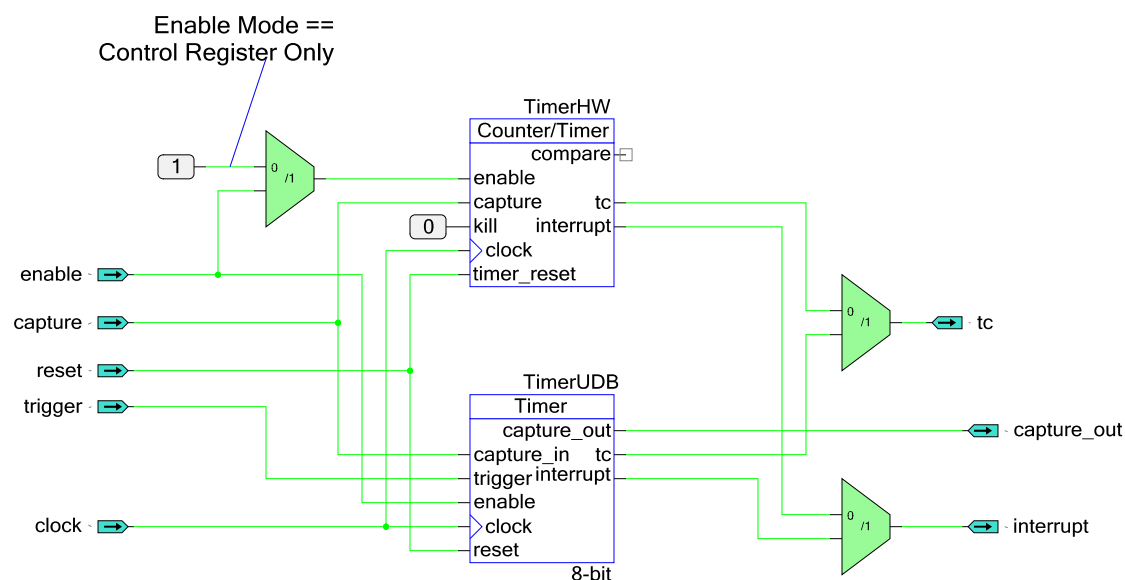 Enable Mode ==
Control Register Only
TimerHW
Counter/Timer
compare
1
0
/1
enable
capture
tc
0
kill
interrupt
clock
enable
timer_reset
capture
0
/1
tc
reset
TimerUDB
trigger
Timer
capture_out
capture_out
capture_in
tc
trigger
interrupt
enable
0
/1
clock
clock
interrupt
reset
8-bit